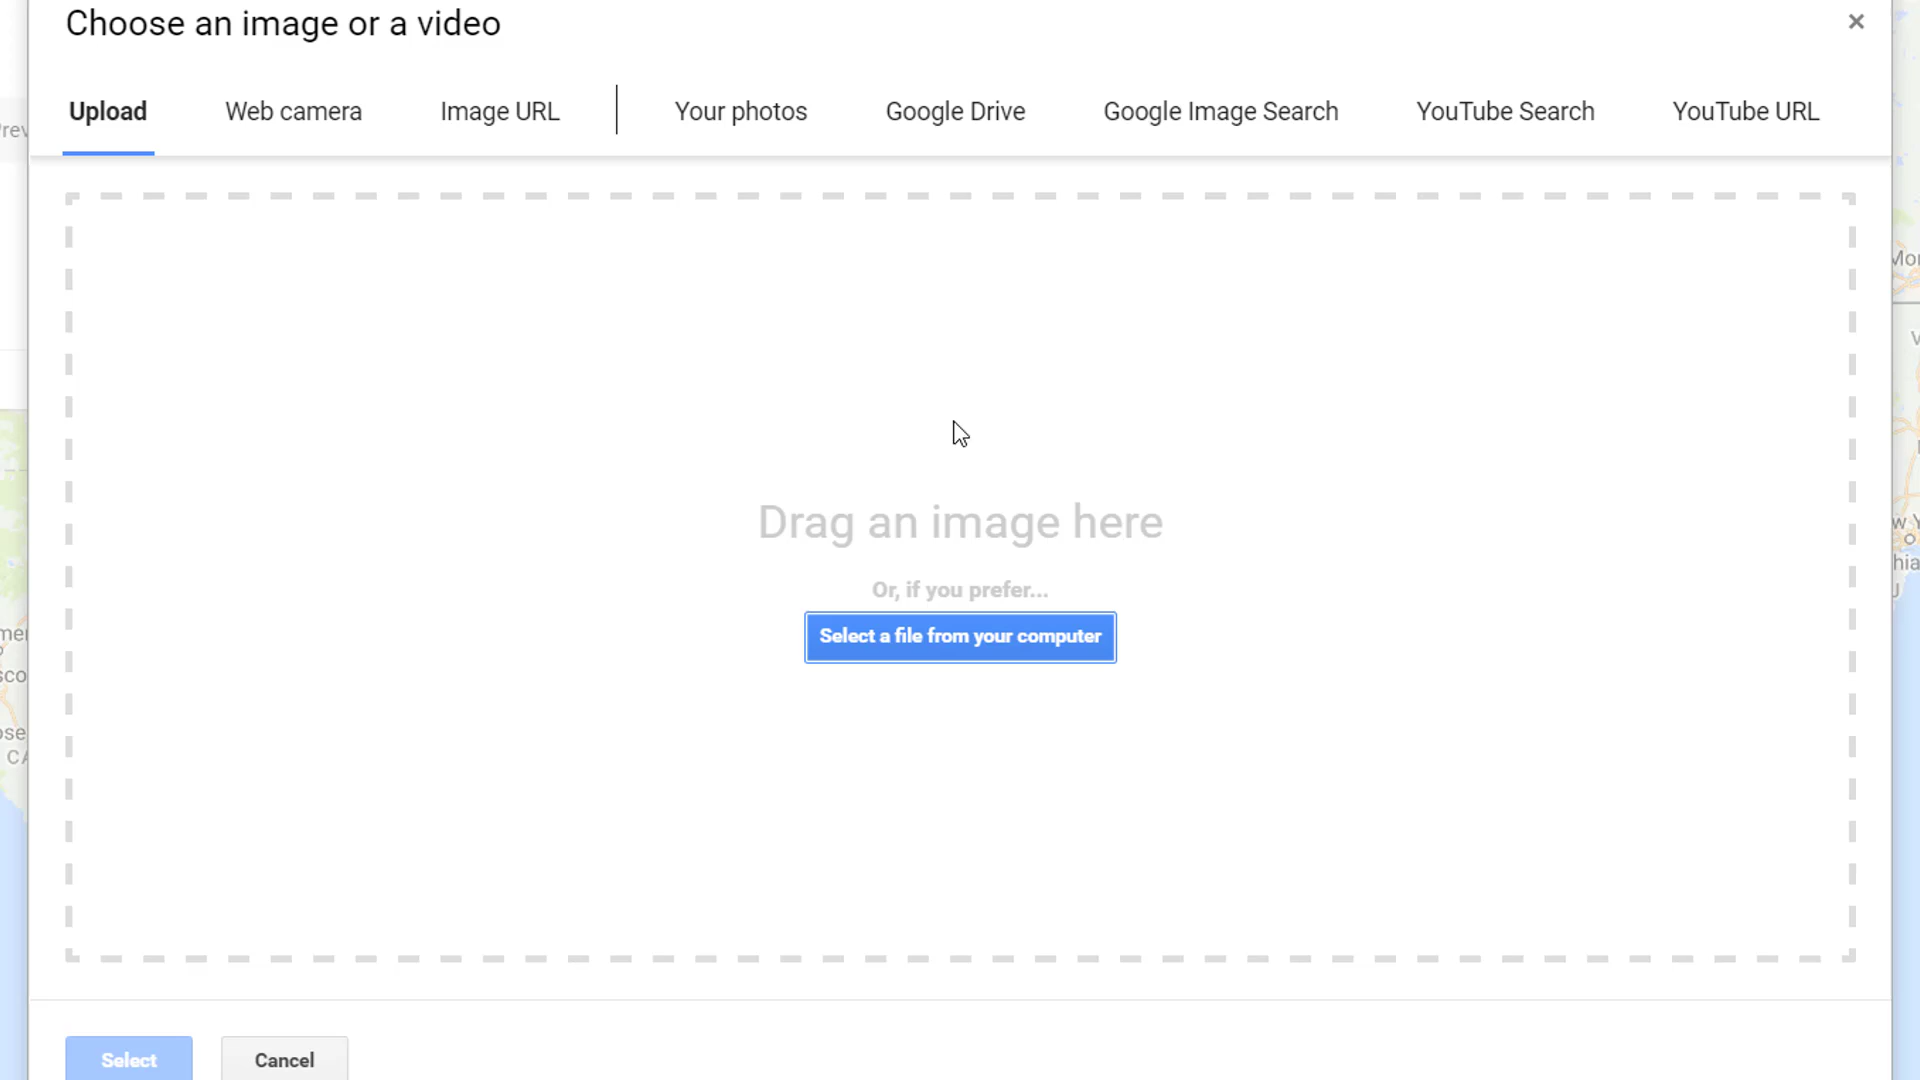 Choose an image or a video
×
Upload Web camera Image URL Your photos Google Drive Google Image Search YouTube Search YouTube URL
Drag an image here
Or, if you prefer...
Select a file from your computer
CA
Select Cancel